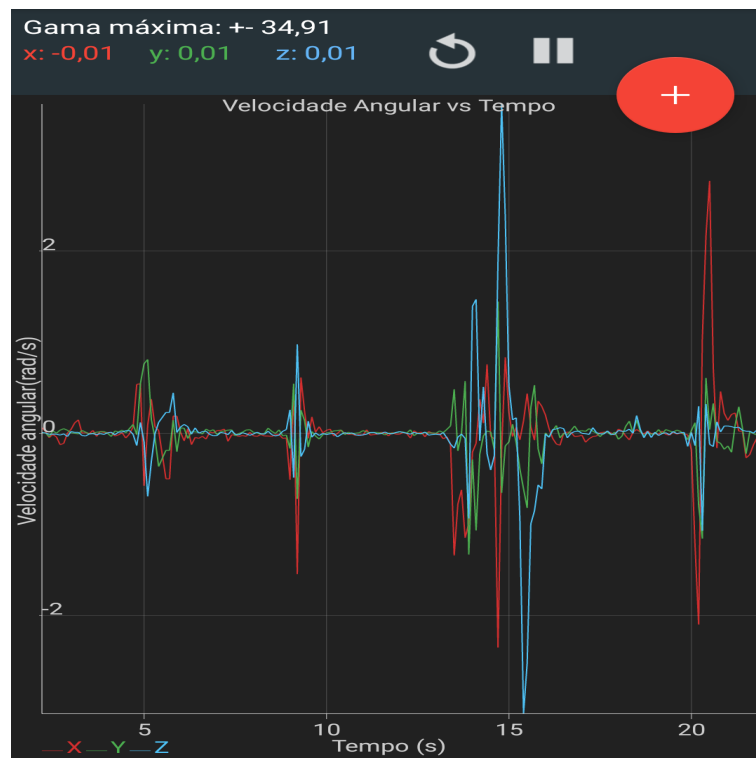 Gama máxima: +- 34,91
x: -0,01 y: 0,01 z: 0,01
+
Velocidade Angular vs Tempo
2
0
-2
Velocidade angular(rad/s)
5 10 15 20
Tempo (s)
X Y Z